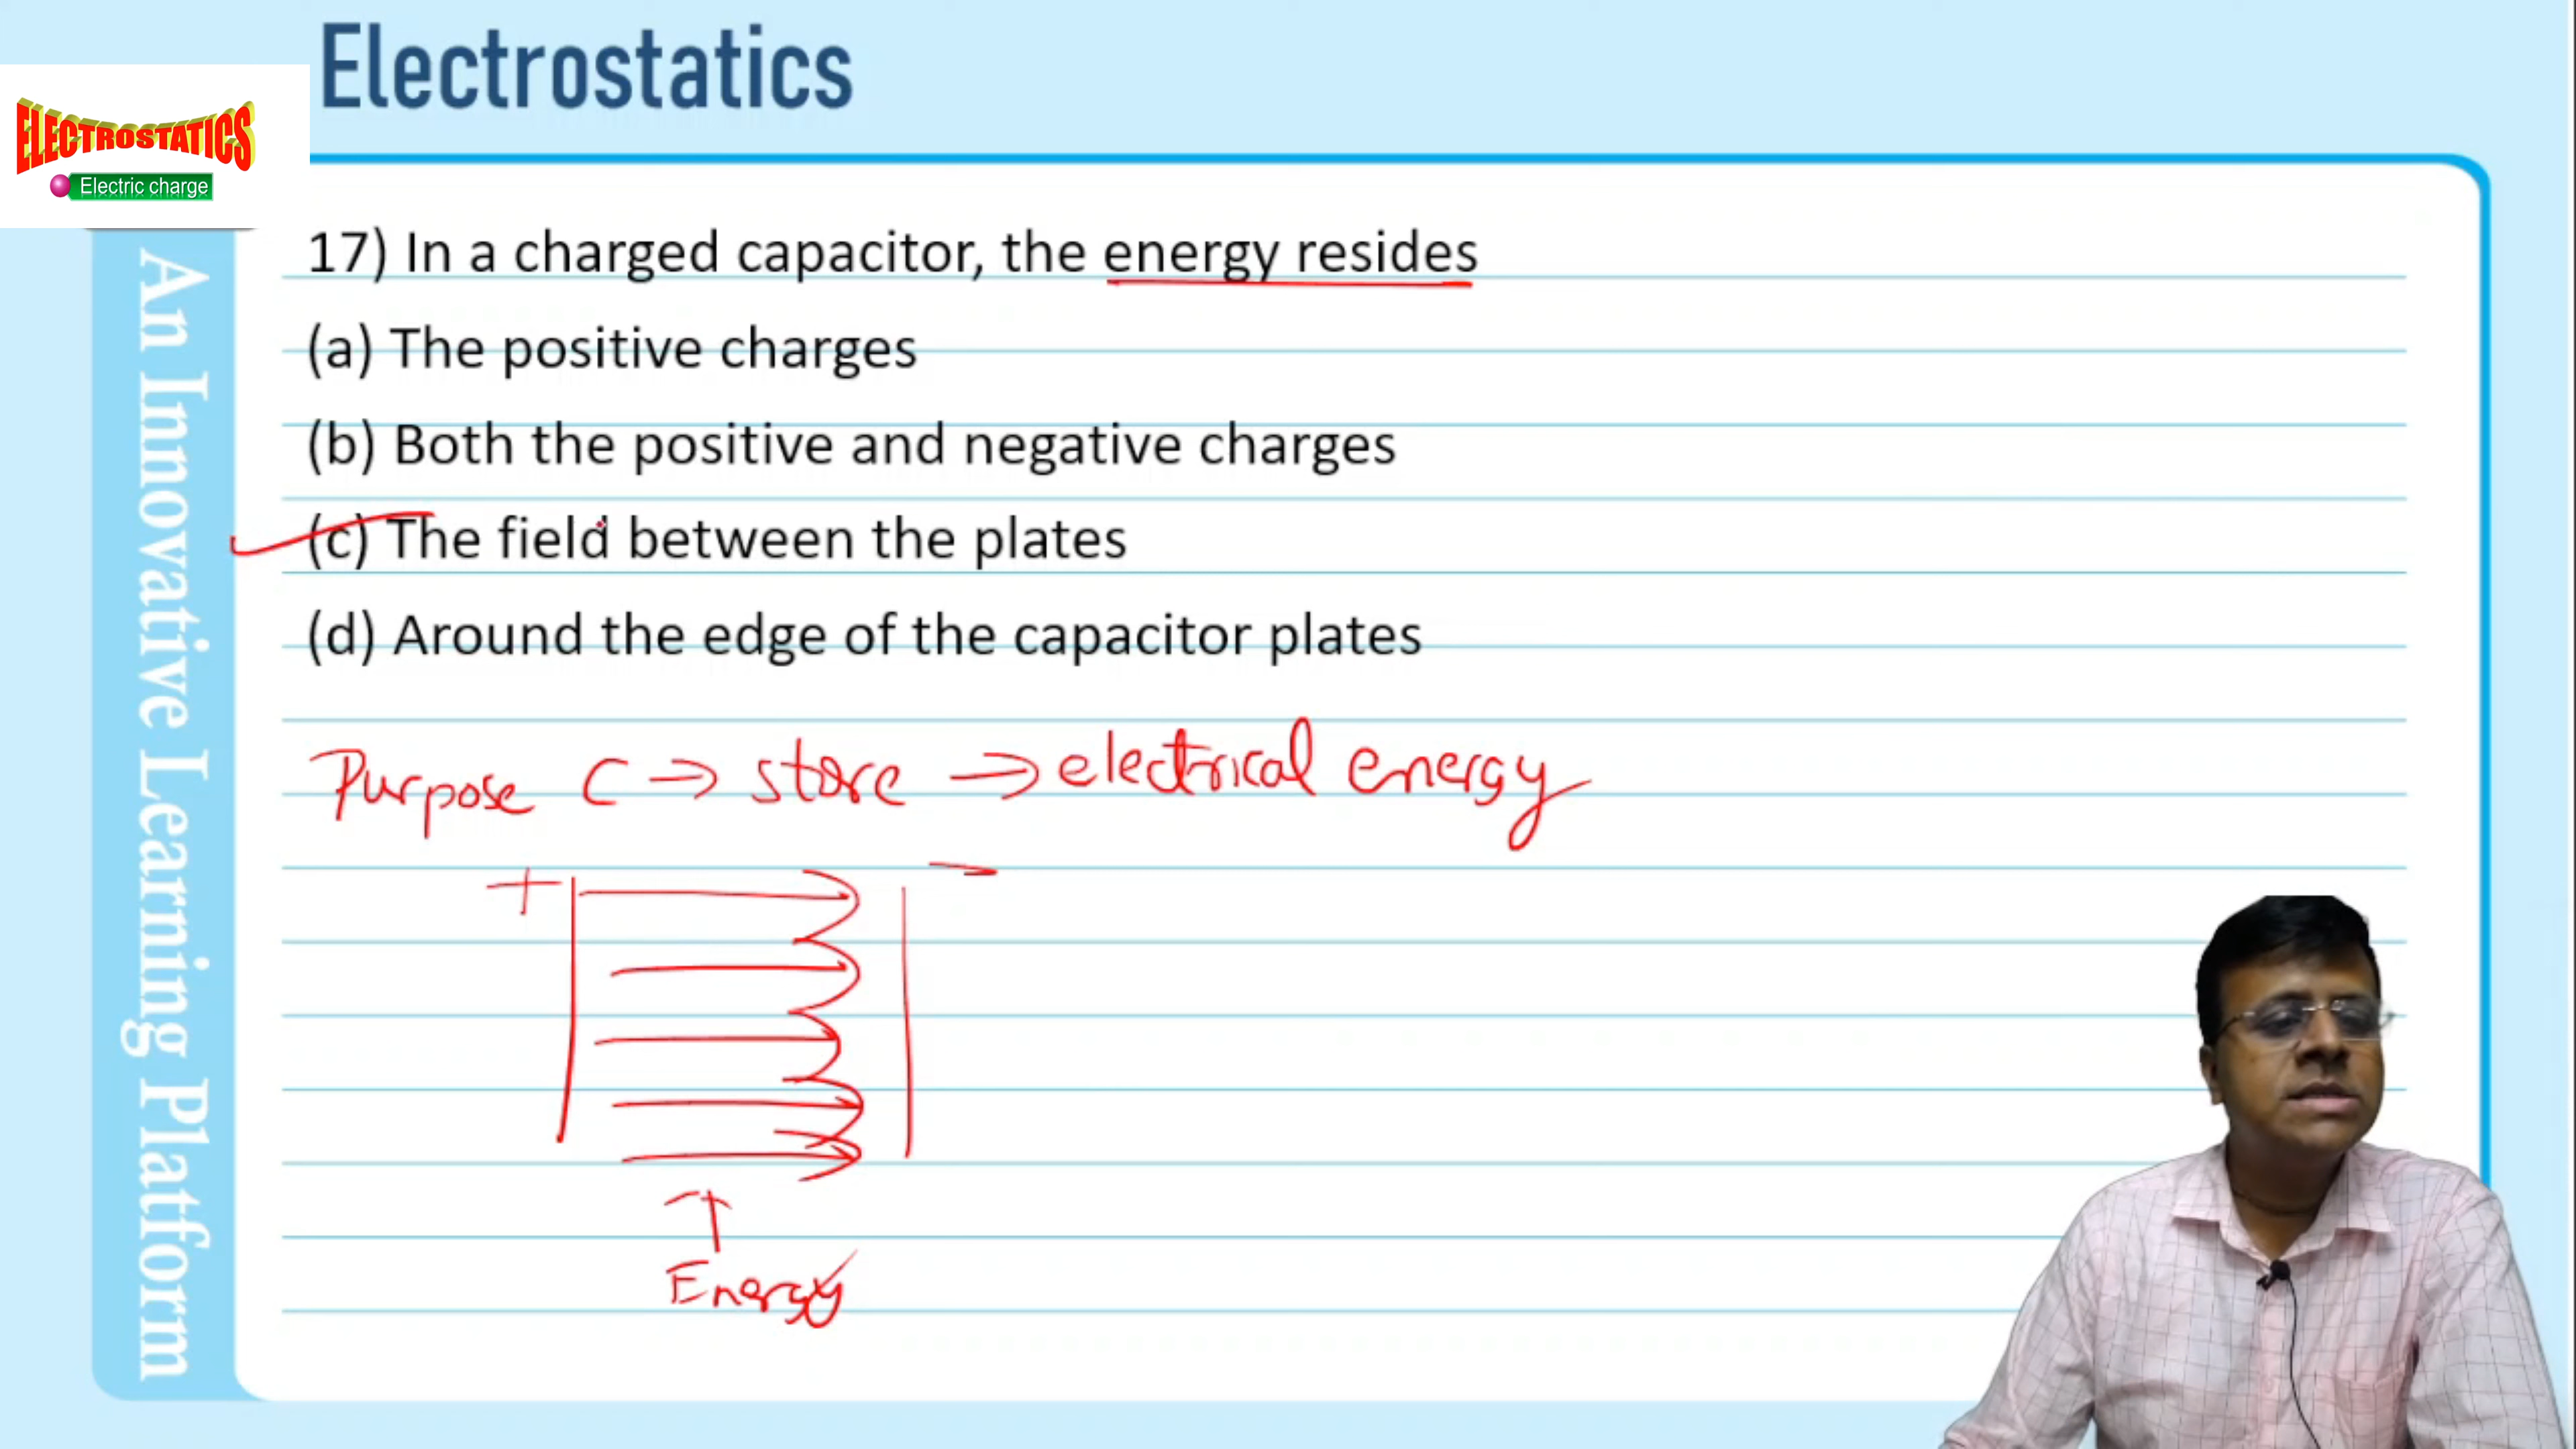 Electrostatics
ELECTROSTATICS
Electric charge
An Innovative Learning Platform
17) In a charged capacitor, the energy resides
(a) The positive charges
(b) Both the positive and negative charges
(c) The field between the plates
(d) Around the edge of the capacitor plates
Purpose C → store → electrical energy
+ −
Energy